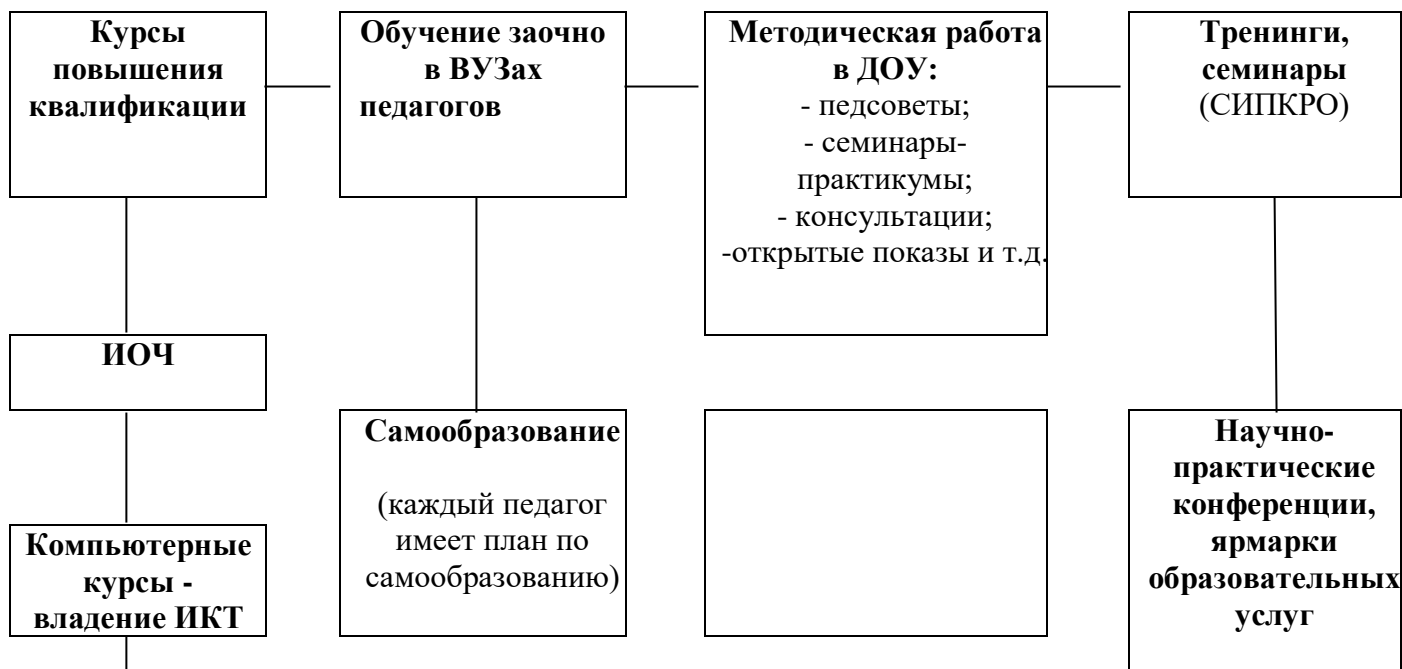 Курсы
повышения
квалификации
Обучение заочно
в ВУЗах
педагогов
Методическая работа
в ДОУ:
- педсоветы;
- семинары-
практикумы;
- консультации;
-открытые показы и т.д.
Тренинги,
семинары
(СИПКРО)
ИОЧ
Самообразование
(каждый педагог
имеет план по
самообразованию)
Научно-
практические
конференции,
ярмарки
образовательных
услуг
Компьютерные
курсы -
владение ИКТ